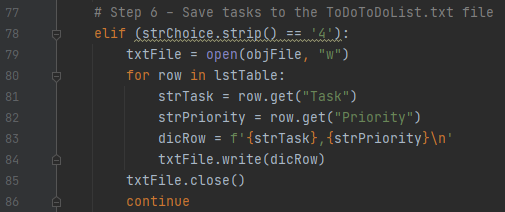 77 # Step 6 - Save tasks to the ToDoToDoList.txt file
78 elif (strChoice.strip() == '4'):
79 txtFile = open(objFile, "w")
80 for row in lstTable:
81 strTask = row.get("Task")
82 strPriority = row.get("Priority")
83 dicRow = f'{strTask},{strPriority}\n'
84 txtFile.write(dicRow)
85 txtFile.close()
86 continue